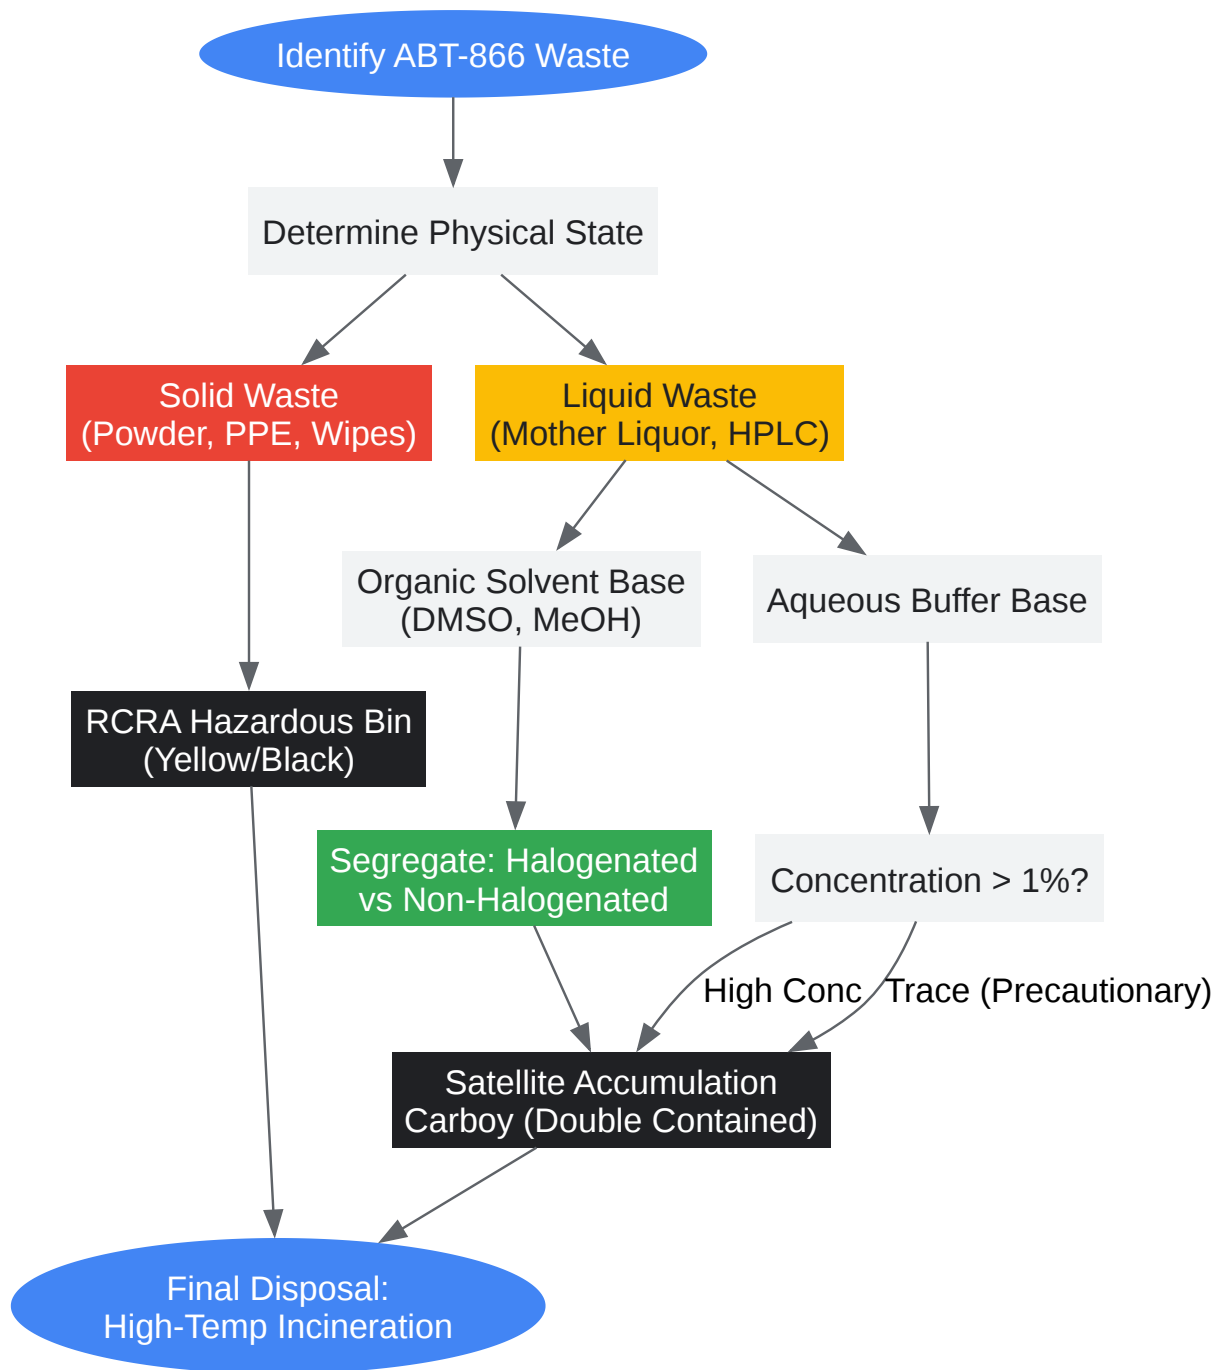 Identify ABT-866 Waste
Determine Physical State
Solid Waste
(Powder, PPE, Wipes)
Liquid Waste
(Mother Liquor, HPLC)
Organic Solvent Base
(DMSO, MeOH)
Aqueous Buffer Base
RCRA Hazardous Bin
(Yellow/Black)
Segregate: Halogenated
vs Non-Halogenated
Concentration > 1%?
High Conc
Trace (Precautionary)
Satellite Accumulation
Carboy (Double Contained)
Final Disposal:
High-Temp Incineration